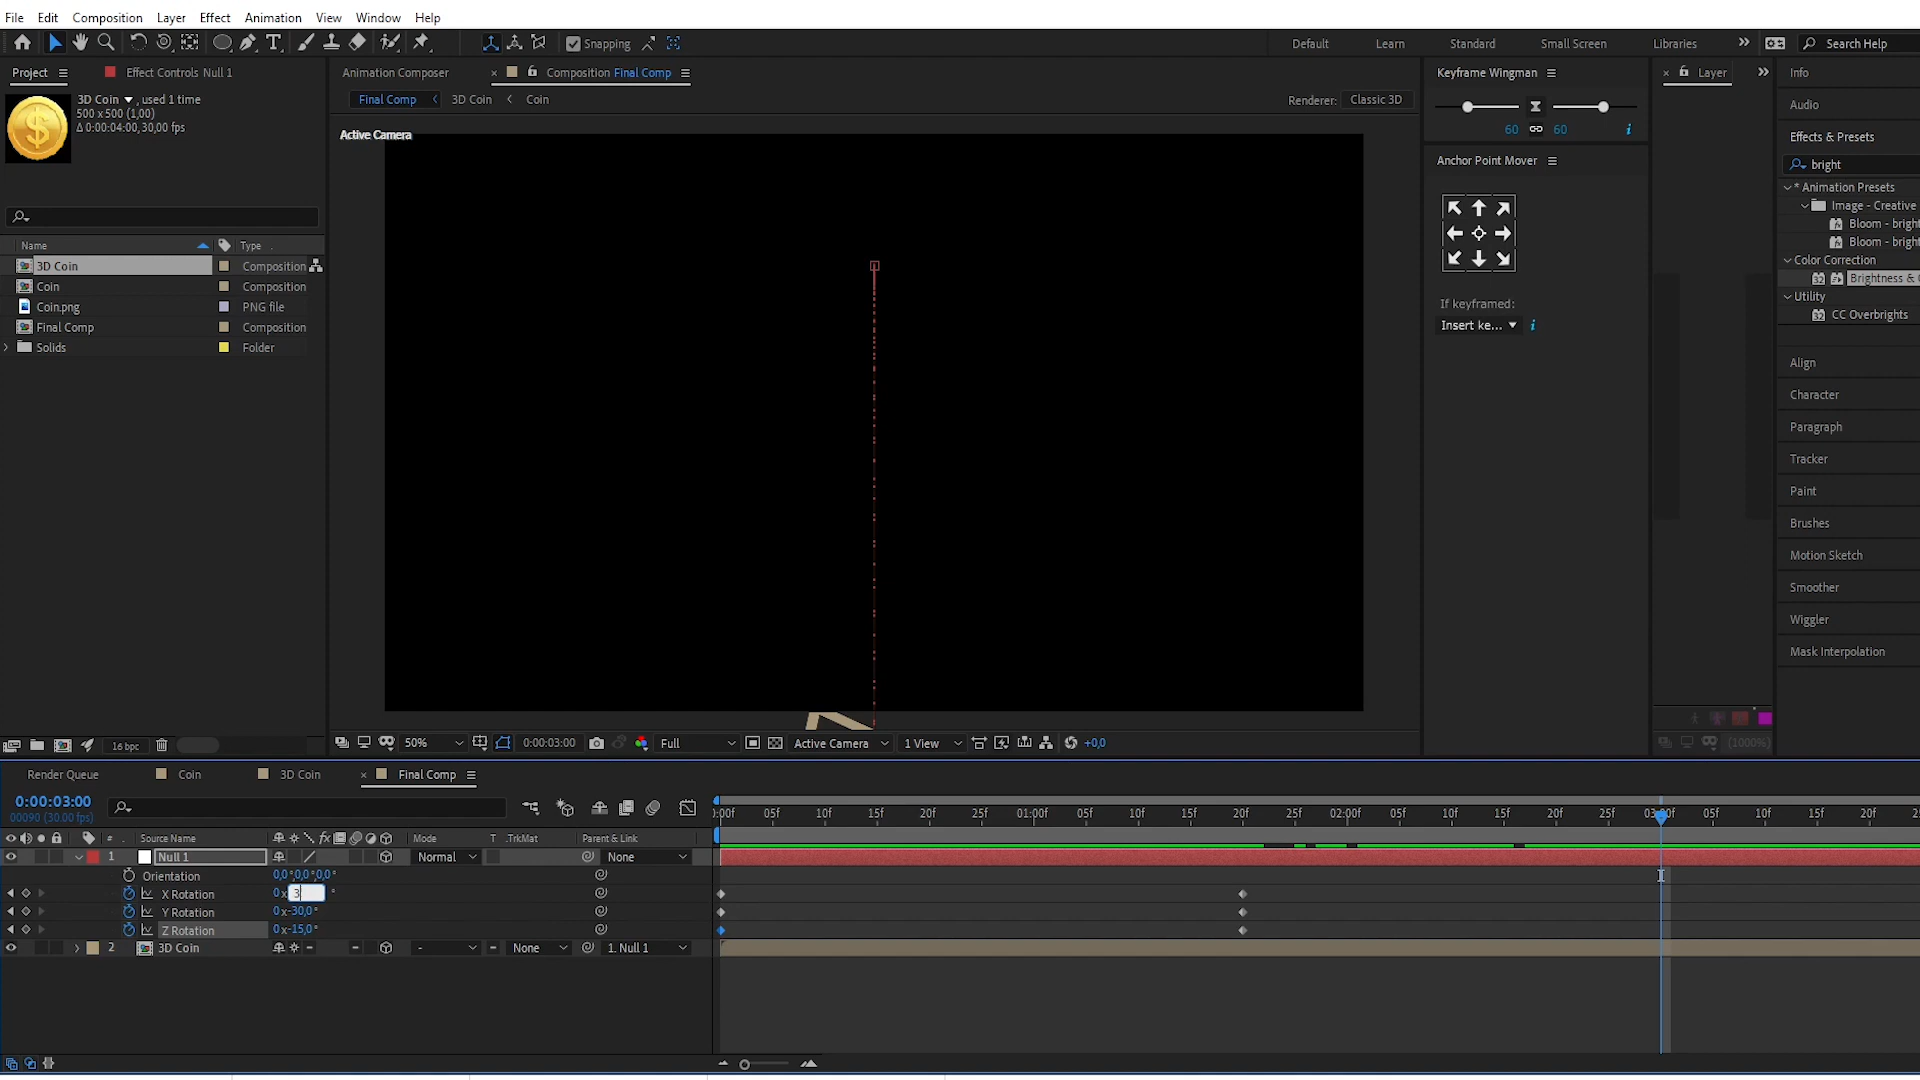 File Edit Composition Layer Effect Animation View Window Help
Snapping Default Learn Standard Small Screen Libraries Search Help
Project Effect Controls Null 1 Animation Composer Composition Final Comp Keyframe Wingman Layer Info
3D Coin , used 1 time
500 x 500 (1,00)
Δ 0:00:04:00, 30,00 fps
Final Comp 3D Coin Coin Renderer: Classic 3D
Audio
60 60
Active Camera
Effects & Presets
Anchor Point Mover
bright
* Animation Presets
Image - Creative
Bloom - bright
Bloom - bright
Color Correction
Brightness &
Utility
CC Overbrights
If keyframed:
Insert ke...
Name Type
3D Coin Composition
Coin Composition
Coin.png PNG file
Final Comp Composition
Solids Folder
Align
Character
Paragraph
Tracker
Paint
Brushes
Motion Sketch
Smoother
Wiggler
Mask Interpolation
16 bpc 50% 0:00:03:00 Full Active Camera 1 View +0,0 (1000%)
Render Queue Coin 3D Coin Final Comp
0:00:03:00
00090 (30.00 fps)
:00f 05f 10f 15f 20f 25f 01:00f 05f 10f 15f 20f 25f 02:00f 05f 10f 15f 20f 25f 03:00f 05f 10f 15f 20f
# Source Name Mode T .TrkMat Parent & Link
1 Null 1 Normal None
Orientation 0,0°,0,0°,0,0°
X Rotation 0x 3 °
Y Rotation 0x-30,0°
Z Rotation 0x-15,0°
2 3D Coin - None 1. Null 1